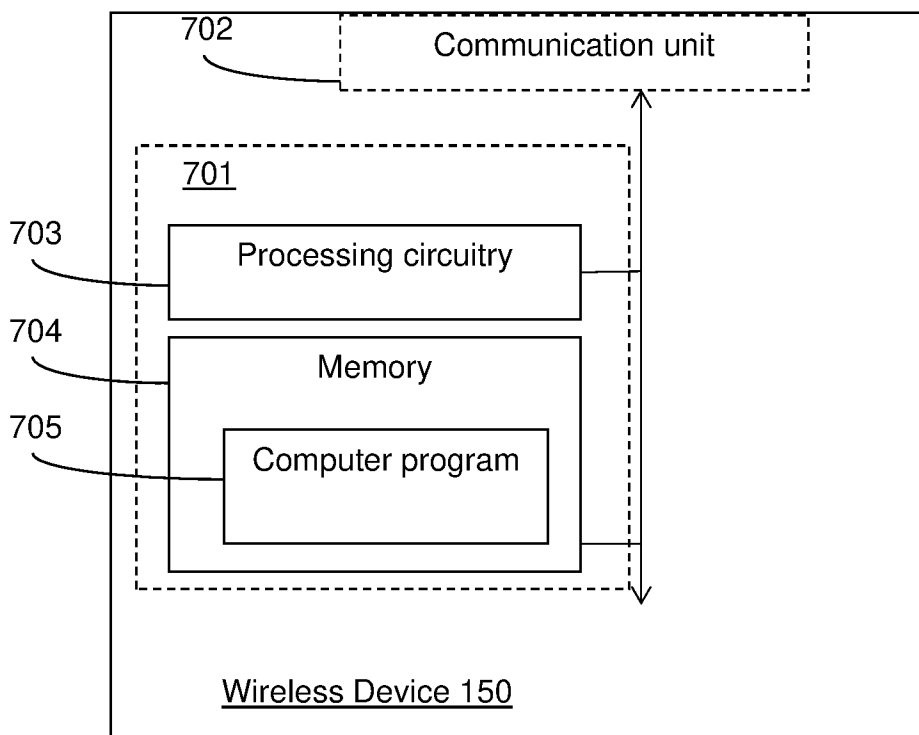 702
Communication unit
701
703
Processing circuitry
704
Memory
705
Computer program
Wireless Device 150